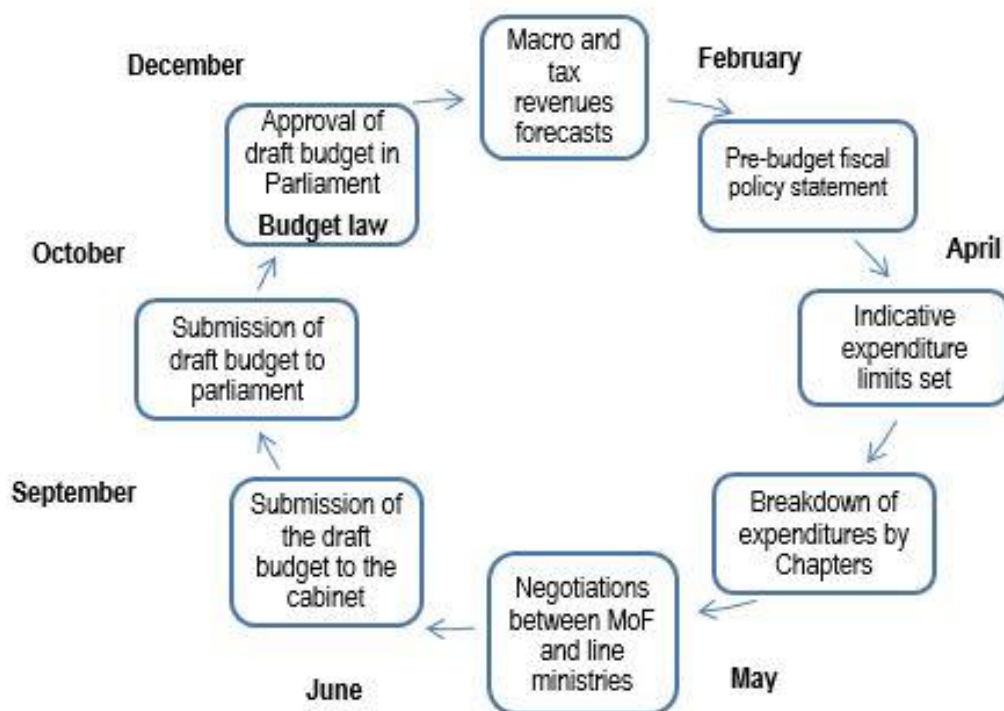 December
Macro and
tax
revenues
forecasts
February
Approval of
draft budget in
Parliament
Budget law
Pre-budget fiscal
policy statement
October
April
Submission of
draft budget to
parliament
Indicative
expenditure
limits set
September
Submission of
the draft
budget to the
cabinet
Breakdown of
expenditures by
Chapters
Negotiations
between MoF
and line
ministries
June
May